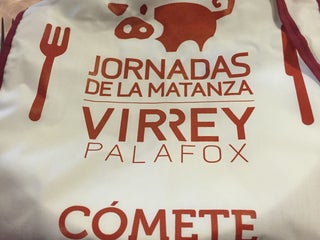 JORNADAS
DE LA MATANZA
VIRREY
PALAFOX
CÓMETE